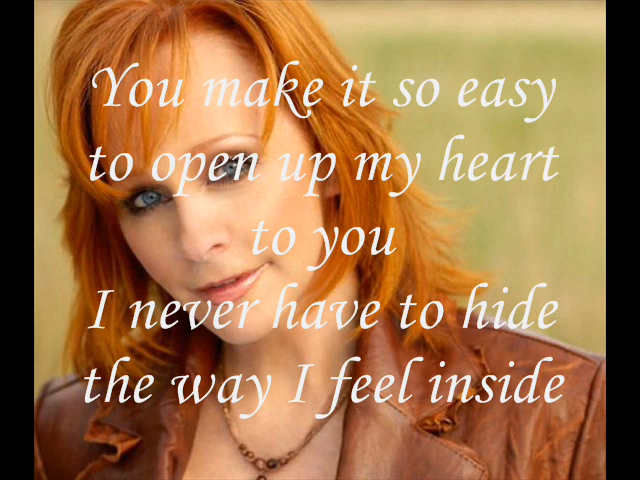 You make it so easy
to open up my heart
to you
I never have to hide
the way I feel inside